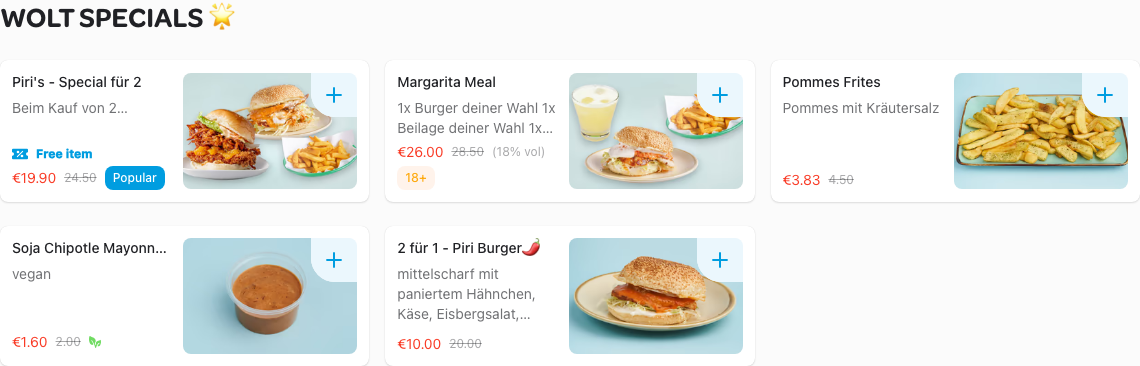 WOLT SPECIALS 🌟
Piri's - Special für 2
Beim Kauf von 2...
Free item
€19.90 24.50 Popular
Margarita Meal
1x Burger deiner Wahl 1x
Beilage deiner Wahl 1x...
€26.00 28.50 (18% vol)
18+
Pommes Frites
Pommes mit Kräutersalz
€3.83 4.50
Soja Chipotle Mayonn...
vegan
€1.60 2.00
2 für 1 - Piri Burger🌶️
mittelscharf mit
paniertem Hähnchen,
Käse, Eisbergsalat,...
€10.00 20.00